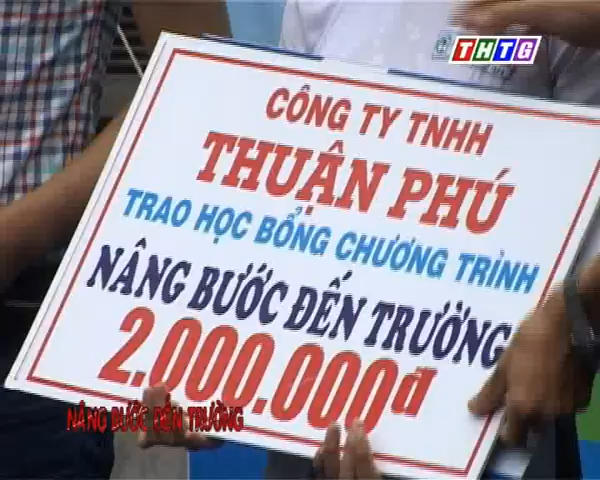 THTG
CÔNG TY TNHH
THUẬN PHÚ
TRAO HỌC BỔNG CHƯƠNG TRÌNH
NÂNG BƯỚC ĐẾN TRƯỜNG
2.000.000đ
NÂNG BƯỚC ĐẾN TRƯỜNG